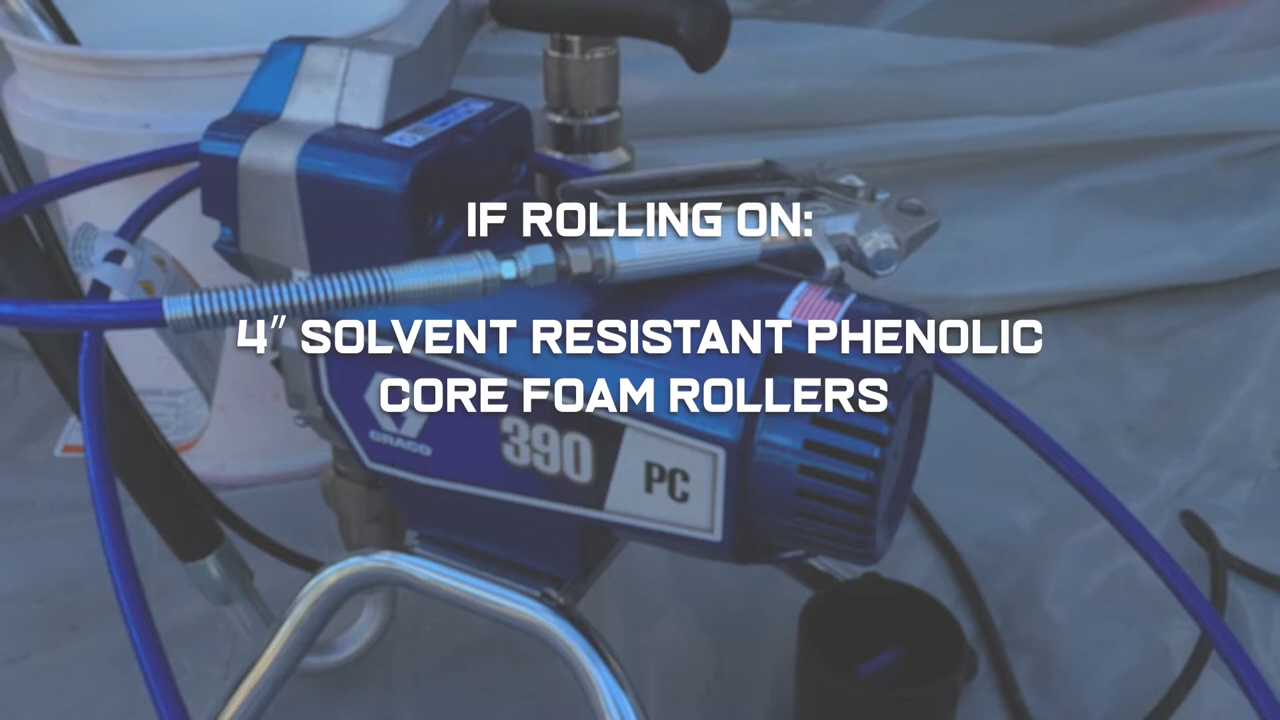 IF ROLLING ON:
4″ SOLVENT RESISTANT PHENOLIC
CORE FOAM ROLLERS
GRACO
390
PC